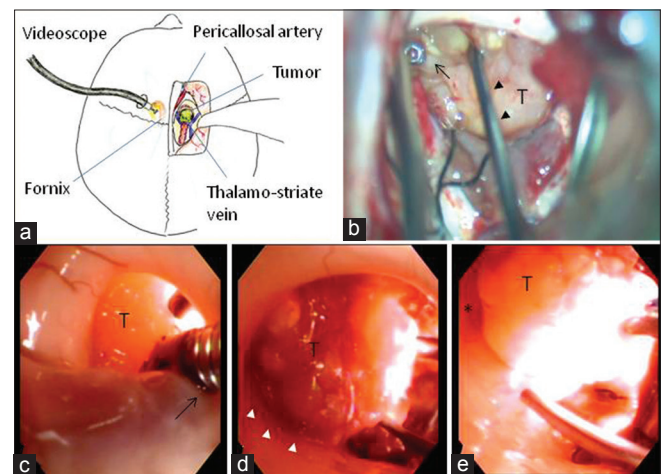 Videoscope
Pericallosal artery
Tumor
Fornix
Thalamo-striate
vein
a
T
b
T
c
T
d
T
*
e